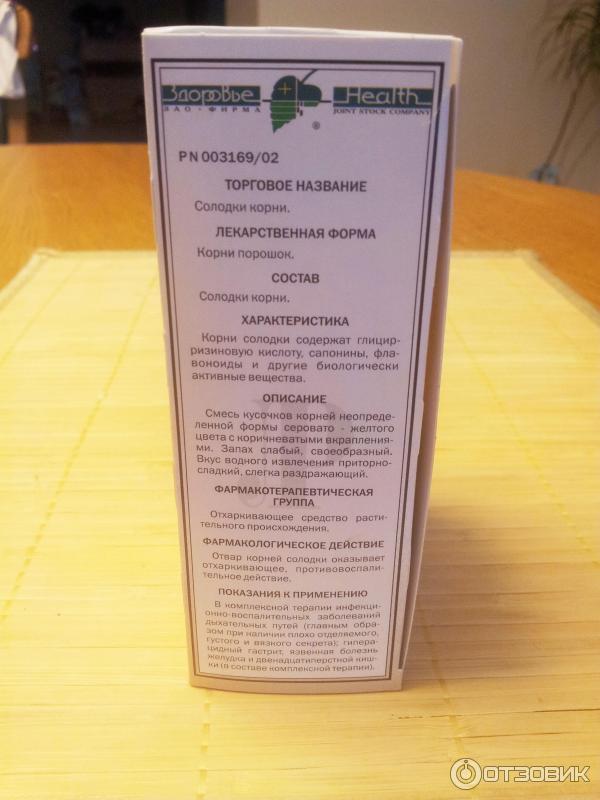 Здоровье Health
ЗАО - ФИРМА JOINT STOCK COMPANY
®
P N 003169/02
ТОРГОВОЕ НАЗВАНИЕ
Солодки корни.
ЛЕКАРСТВЕННАЯ ФОРМА
Корни порошок.
СОСТАВ
Солодки корни.
ХАРАКТЕРИСТИКА
Корни солодки содержат глицир-
ризиновую кислоту, сапонины, фла-
воноиды и другие биологически
активные вещества.
ОПИСАНИЕ
Смесь кусочков корней неопреде-
ленной формы серовато - желтого
цвета с коричневатыми вкраплени-
ями. Запах слабый, своеобразный.
Вкус водного извлечения приторно-
сладкий, слегка раздражающий.
ФАРМАКОТЕРАПЕВТИЧЕСКАЯ
ГРУППА
Отхаркивающее средство расти-
тельного происхождения.
ФАРМАКОЛОГИЧЕСКОЕ ДЕЙСТВИЕ
Отвар корней солодки оказывает
отхаркивающее, противовоспали-
тельное действие.
ПОКАЗАНИЯ К ПРИМЕНЕНИЮ
В комплексной терапии инфекци-
онно-воспалительных заболеваний
дыхательных путей (главным обра-
зом при наличии плохо отделяемого,
густого и вязкого секрета); гипера-
цидный гастрит, язвенная болезнь
желудка и двенадцатиперстной киш-
ки (в составе комплексной терапии).
ОТЗОВИК